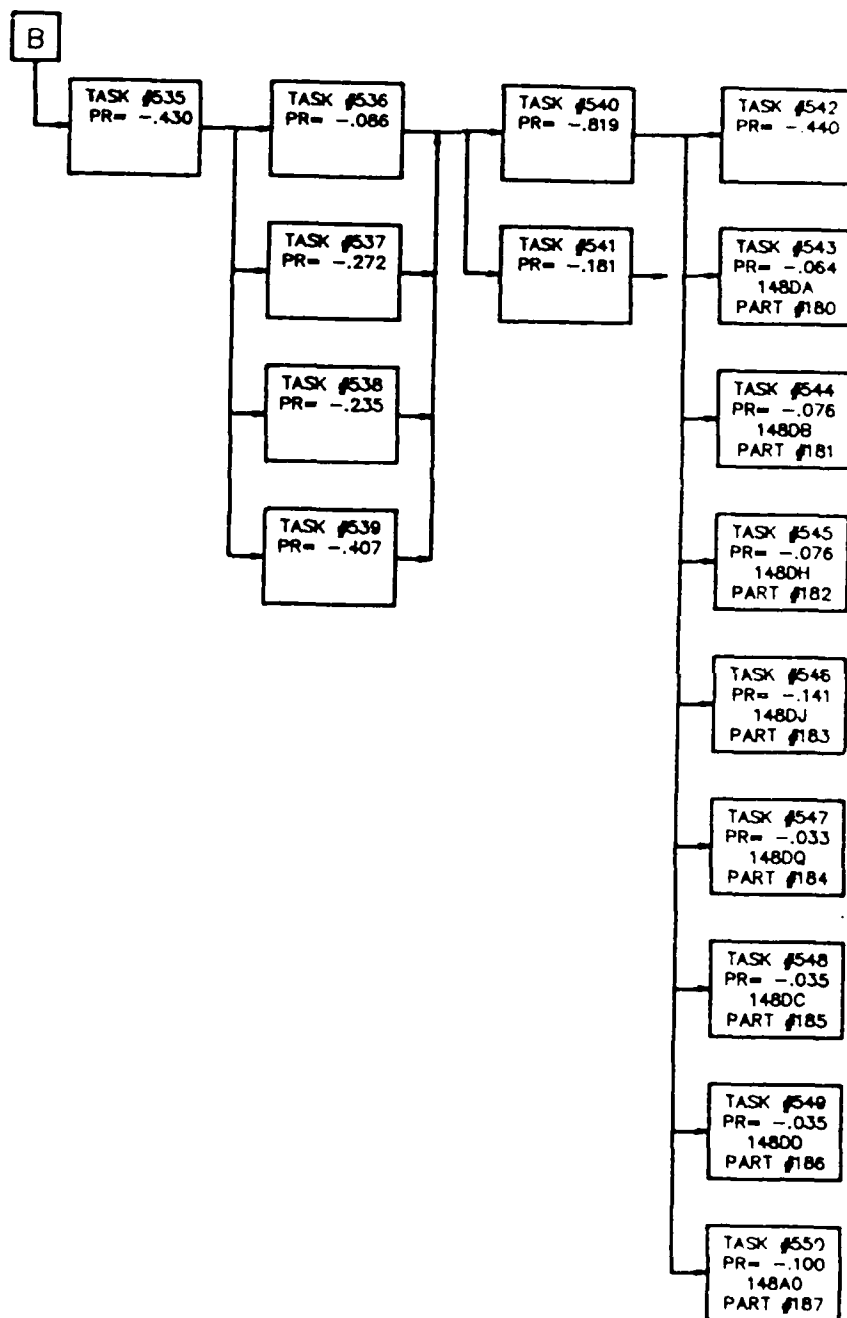 B
TASK #535
PR= -.430
TASK #536
PR= -.086
TASK #537
PR= -.272
TASK #538
PR= -.235
TASK #539
PR= -.407
TASK #540
PR= -.819
TASK #541
PR= -.181
TASK #542
PR= -.440
TASK #543
PR= -.064
148DA
PART #180
TASK #544
PR= -.076
148DB
PART #181
TASK #545
PR= -.076
148DH
PART #182
TASK #546
PR= -.141
148DJ
PART #183
TASK #547
PR= -.033
148DQ
PART #184
TASK #548
PR= -.035
148DC
PART #185
TASK #549
PR= -.035
148DD
PART #186
TASK #550
PR= -.100
148A0
PART #187